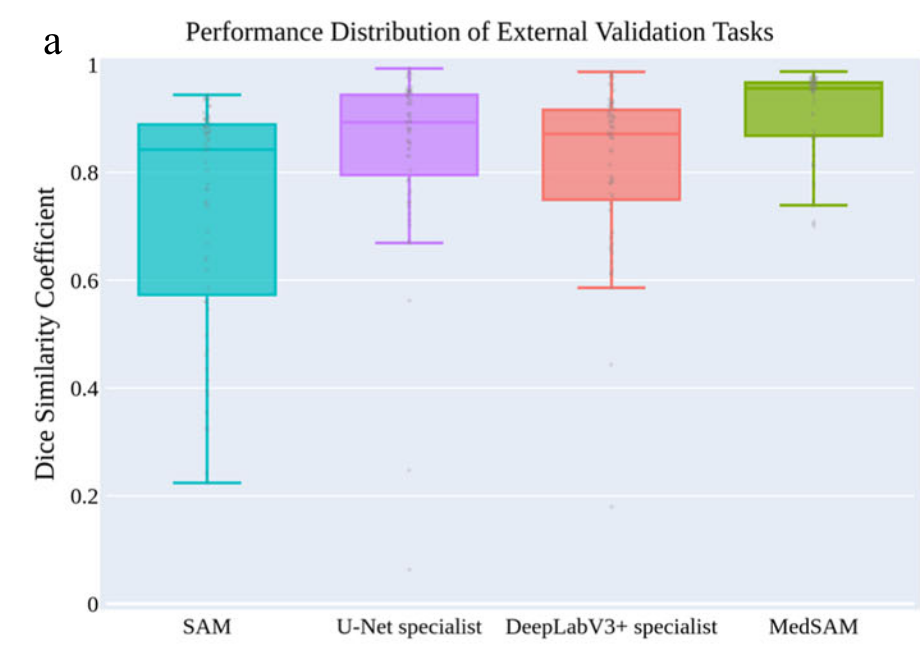 a
Performance Distribution of External Validation Tasks
Dice Similarity Coefficient
1
0.8
0.6
0.4
0.2
0
SAM
U-Net specialist
DeepLabV3+ specialist
MedSAM